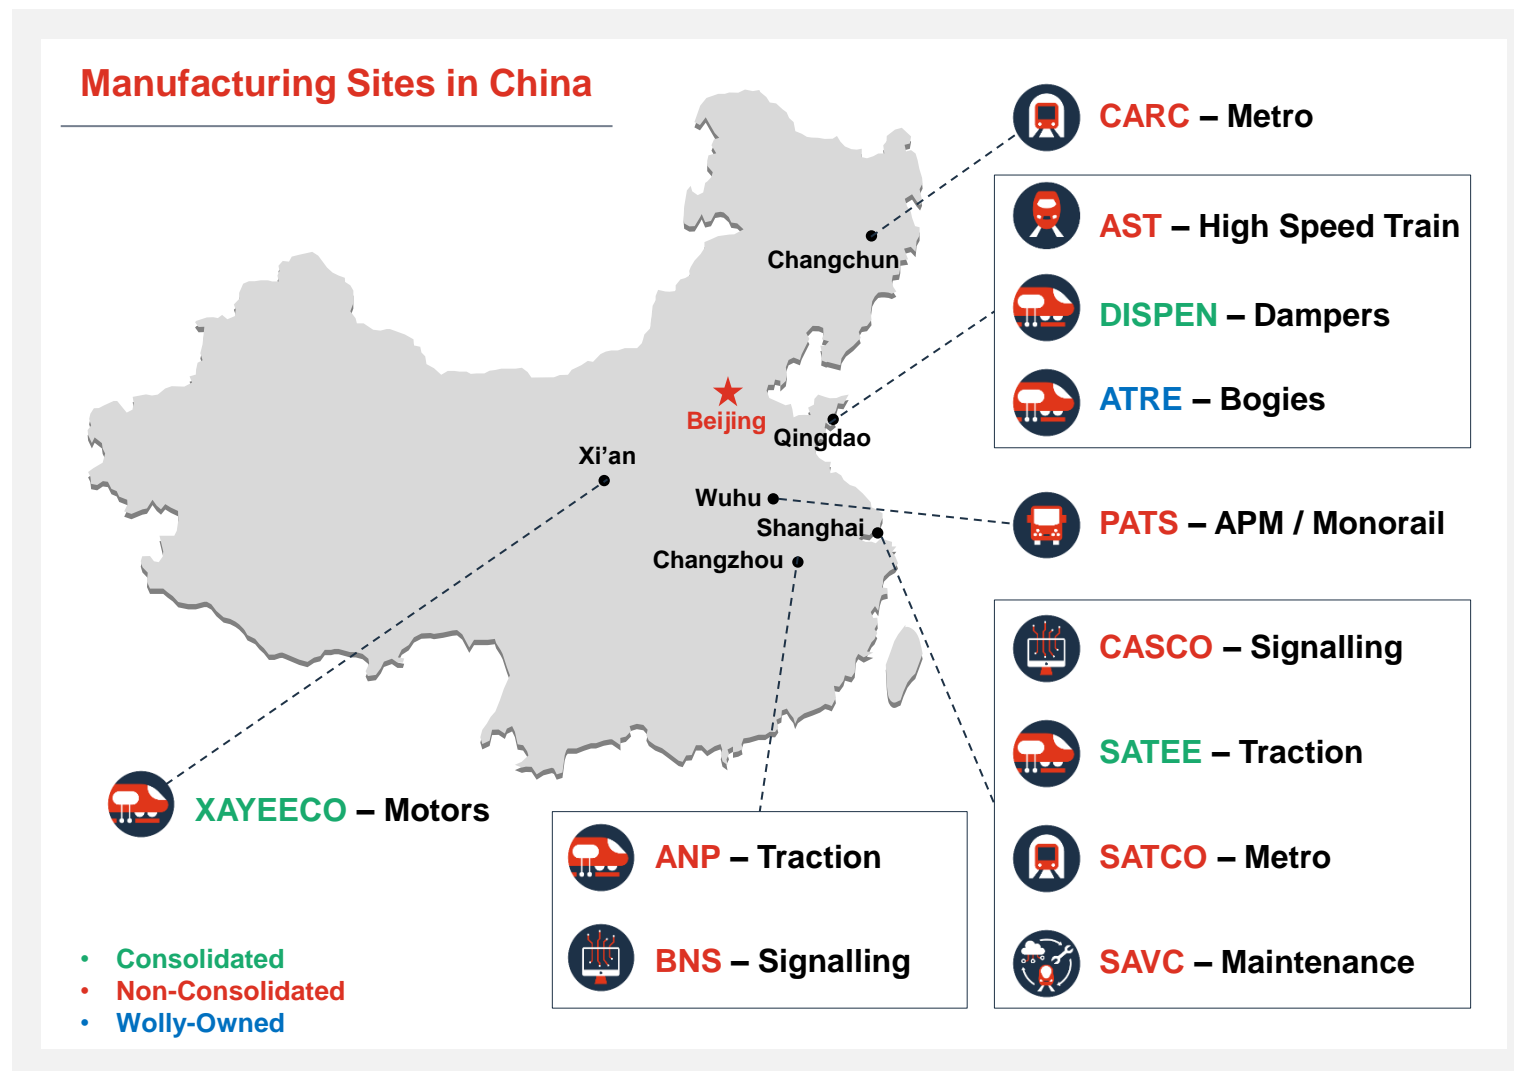 Manufacturing Sites in China
CARC – Metro
AST – High Speed Train
DISPEN – Dampers
ATRE – Bogies
PATS – APM / Monorail
CASCO – Signalling
SATEE – Traction
SATCO – Metro
SAVC – Maintenance
Changchun
Beijing
Qingdao
Xi’an
Wuhu
Shanghai
Changzhou
XAYEECO – Motors
ANP – Traction
BNS – Signalling
• Consolidated
• Non-Consolidated
• Wolly-Owned